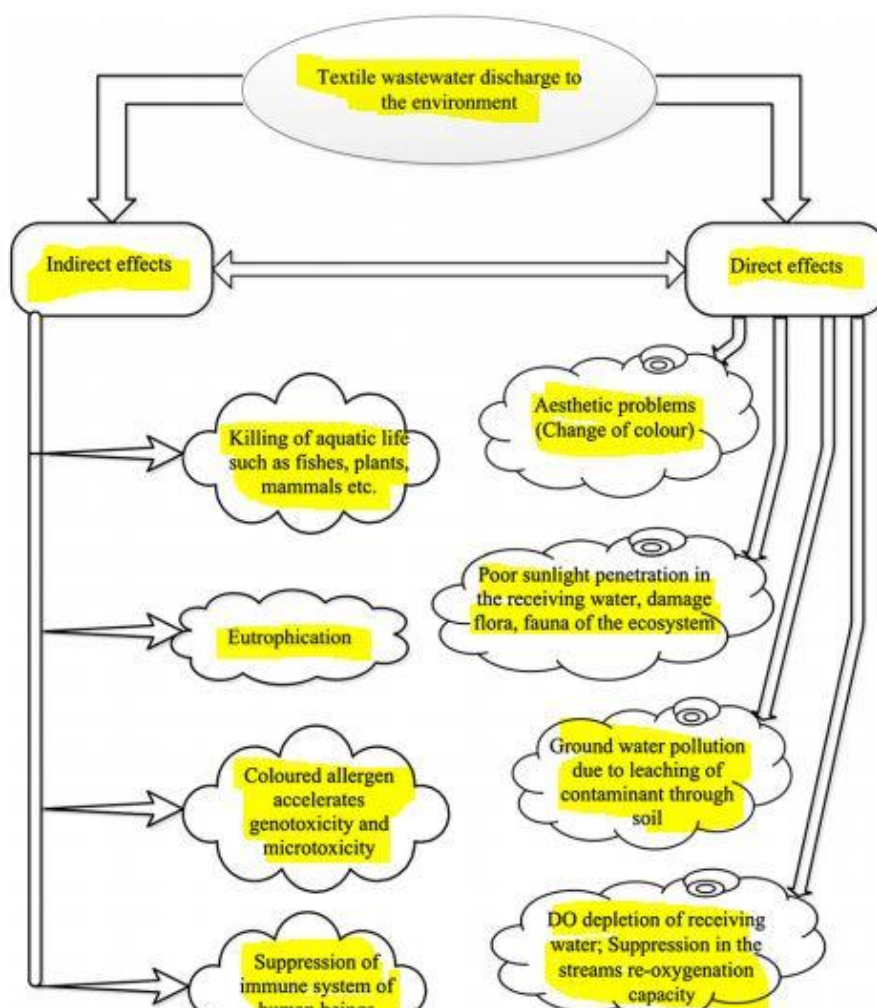 Textile wastewater discharge to
the environment
Indirect effects
Direct effects
Killing of aquatic life
such as fishes, plants,
mammals etc.
Eutrophication
Coloured allergen
accelerates
genotoxicity and
microtoxicity
Suppression of
immune system of
human beings
Aesthetic problems
(Change of colour)
Poor sunlight penetration in
the receiving water, damage
flora, fauna of the ecosystem
Ground water pollution
due to leaching of
contaminant through
soil
DO depletion of receiving
water; Suppression in the
streams re-oxygenation
capacity